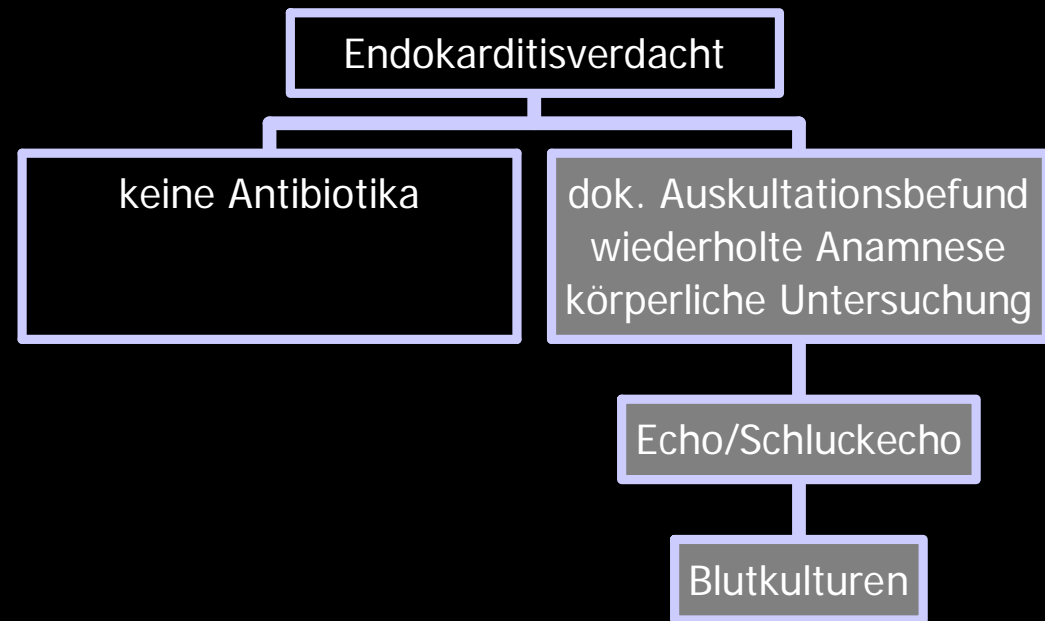 Endokarditisverdacht
keine Antibiotika
dok. Auskultationsbefund
wiederholte Anamnese
körperliche Untersuchung
Echo/Schluckecho
Blutkulturen